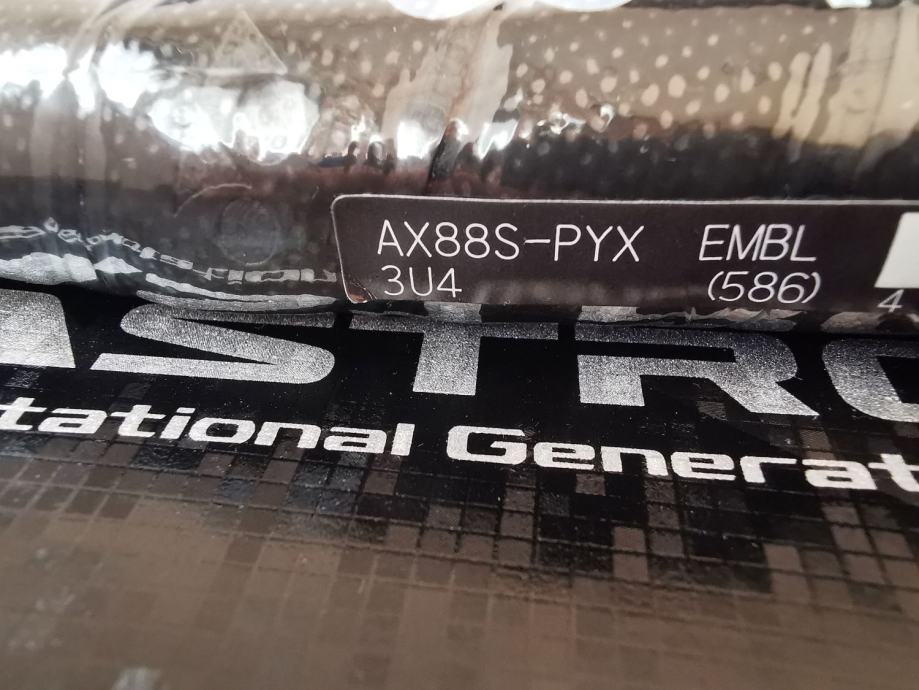 AX88S-PYX EMBL
3U4 (586)
4
ASTRO
tational Generat